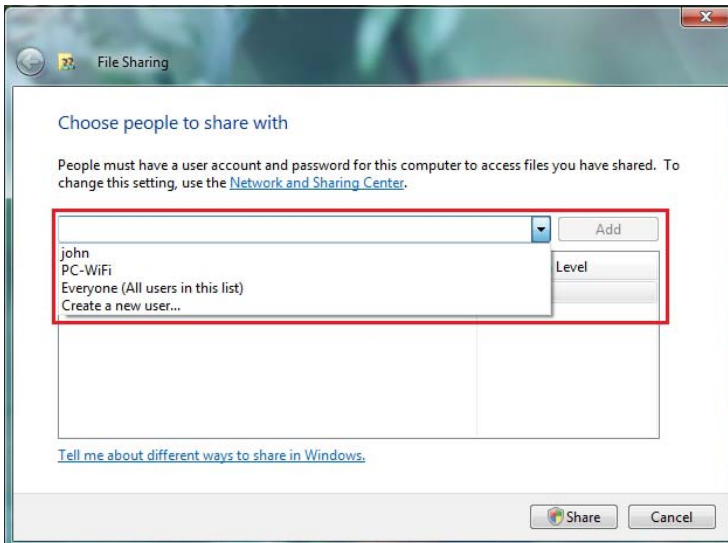 File Sharing
Choose people to share with
People must have a user account and password for this computer to access files you have shared. To
change this setting, use the Network and Sharing Center.
Add
john
PC-WiFi
Everyone (All users in this list)
Create a new user...
Level
Tell me about different ways to share in Windows.
Share
Cancel